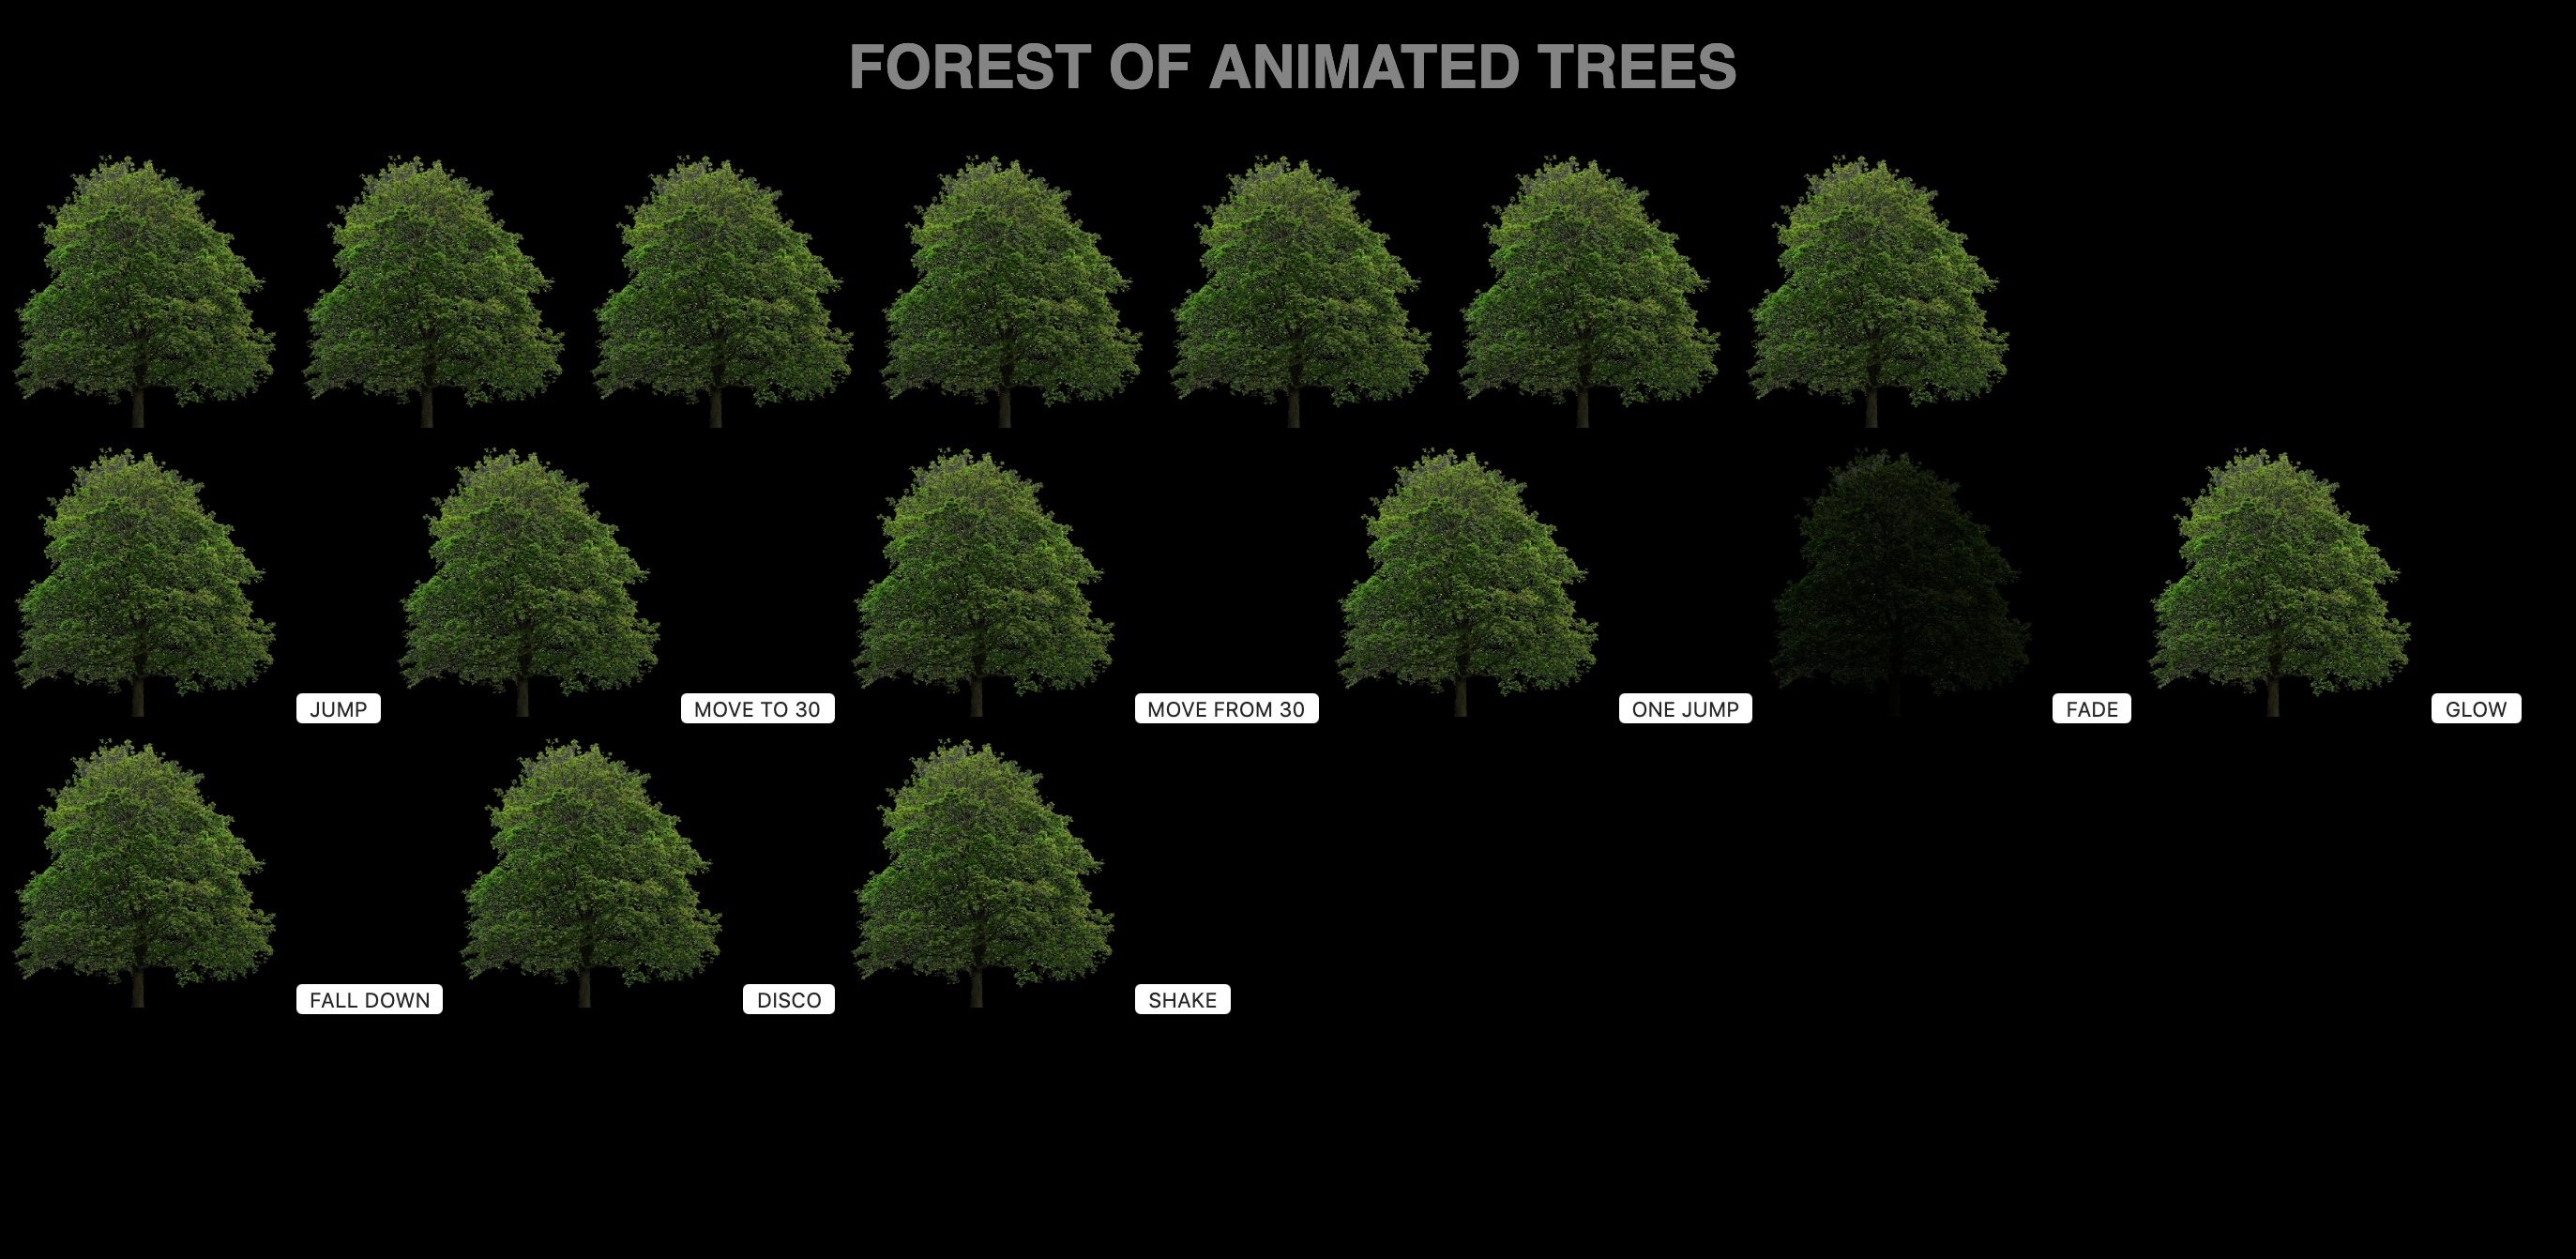 FOREST OF ANIMATED TREES
JUMP
MOVE TO 30
MOVE FROM 30
ONE JUMP
FADE
GLOW
FALL DOWN
DISCO
SHAKE